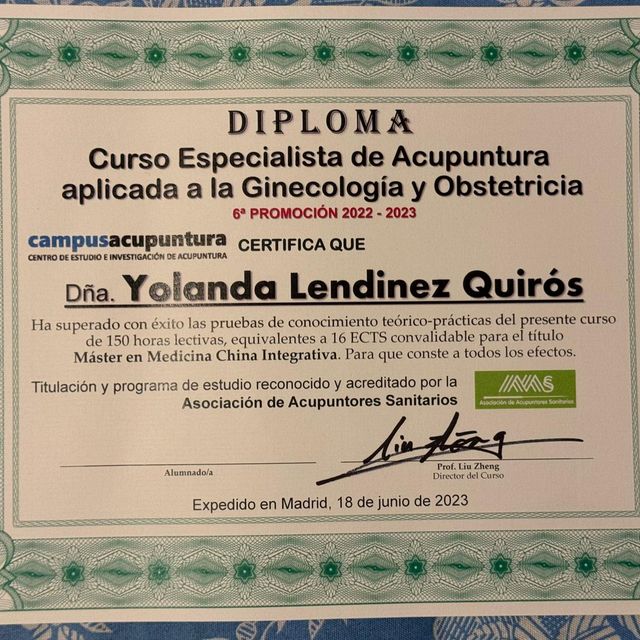 DIPLOMA
Curso Especialista de Acupuntura
aplicada a la Ginecología y Obstetricia
6ª PROMOCIÓN 2022 - 2023
campusacupuntura CERTIFICA QUE
CENTRO DE ESTUDIO E INVESTIGACIÓN DE ACUPUNTURA
Dña. Yolanda Lendinez Quirós
Ha superado con éxito las pruebas de conocimiento teórico-prácticas del presente curso
de 150 horas lectivas, equivalentes a 16 ECTS convalidable para el título
Máster en Medicina China Integrativa. Para que conste a todos los efectos.
Titulación y programa de estudio reconocido y acreditado por la
Asociación de Acupuntores Sanitarios
AAS
Asociación de Acupuntores Sanitarios
Liu Zheng
Alumnado/a
Prof. Liu Zheng
Director del Curso
Expedido en Madrid, 18 de junio de 2023